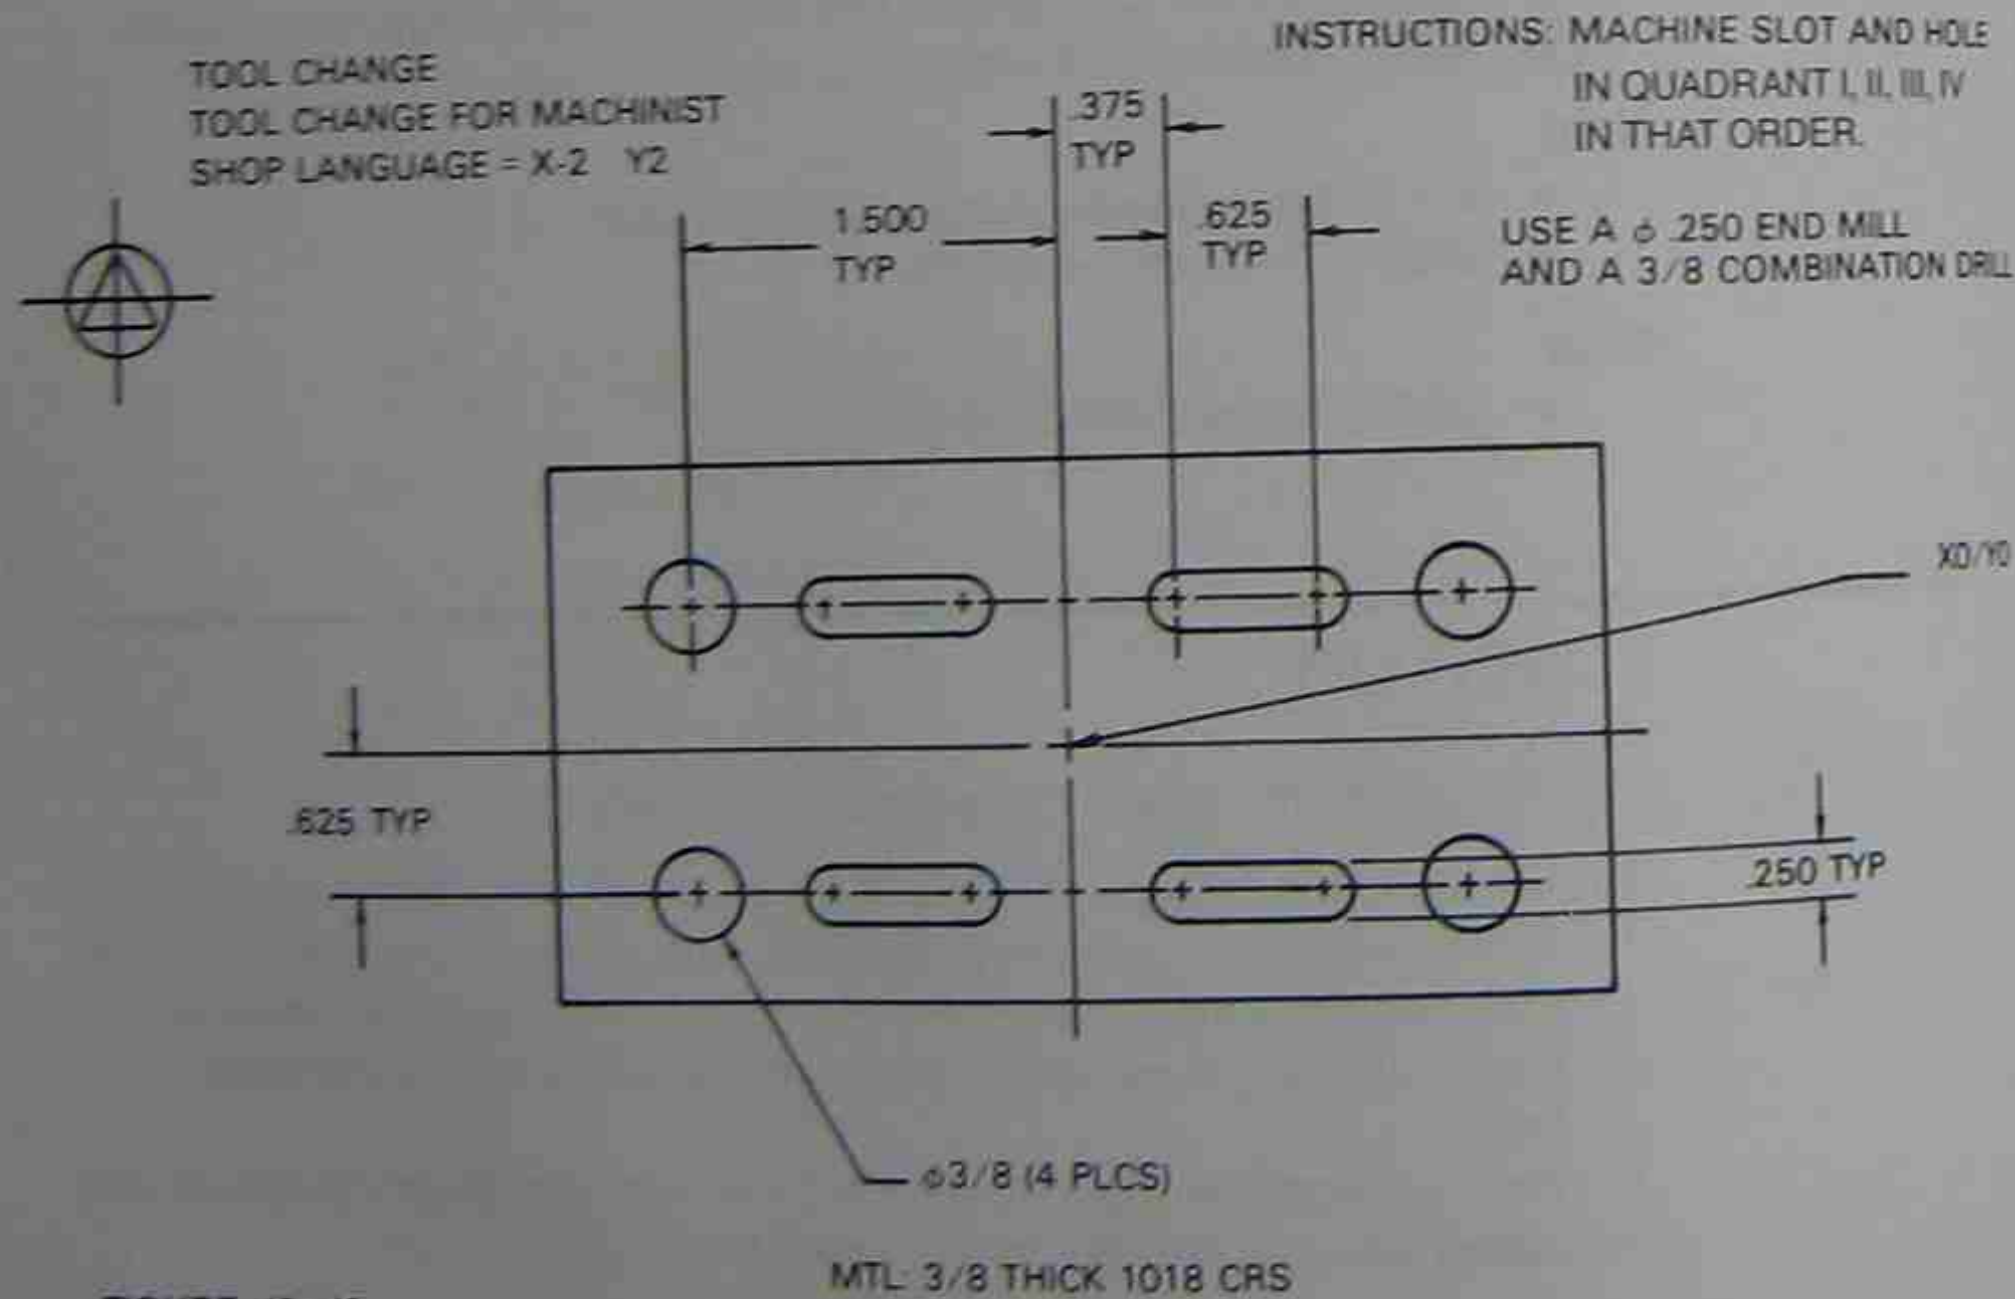 TOOL CHANGE
TOOL CHANGE FOR MACHINIST
SHOP LANGUAGE = X-2 Y2
INSTRUCTIONS: MACHINE SLOT AND HOLE
IN QUADRANT I, II, III, IV
IN THAT ORDER.
USE A ϕ .250 END MILL
AND A 3/8 COMBINATION DRILL
.375
TYP
1.500
TYP
.625
TYP
X0/Y0
.625 TYP
.250 TYP
ϕ3/8 (4 PLCS)
MTL: 3/8 THICK 1018 CRS